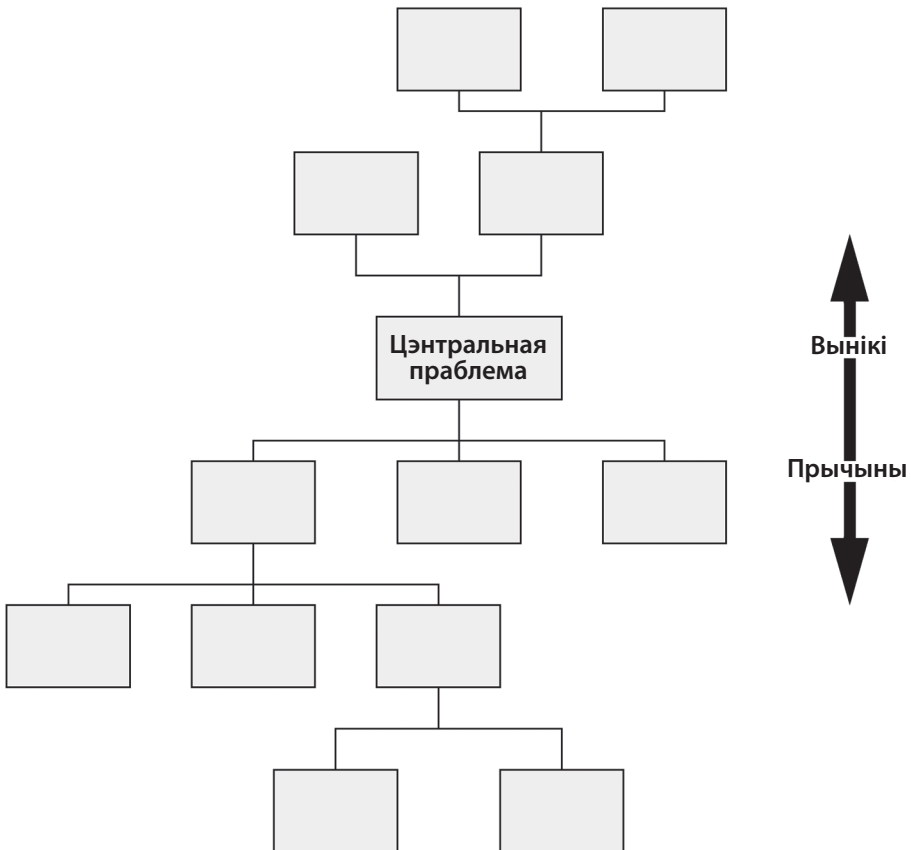 Цэнтральная
праблема
Вынікі
Прычыны